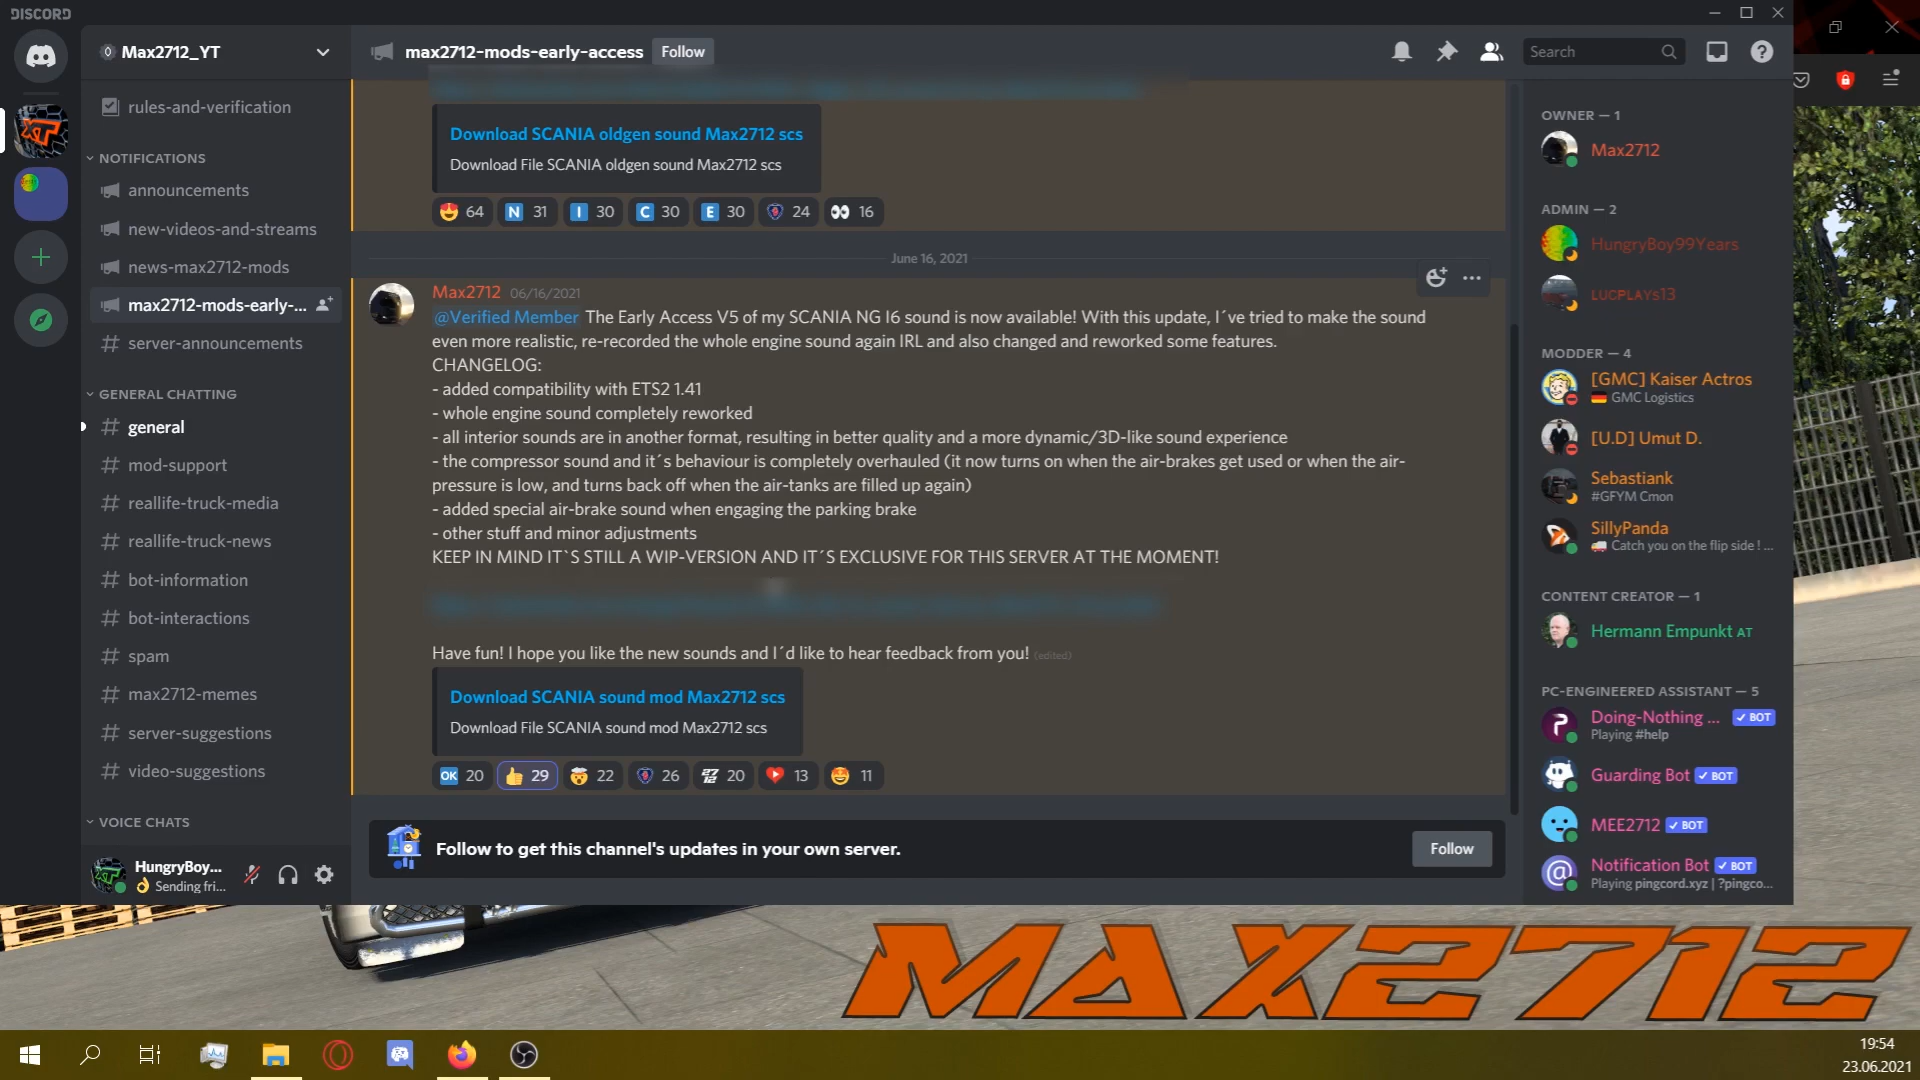 DISCORD
Max2712_YT
rules-and-verification
NOTIFICATIONS
announcements
new-videos-and-streams
news-max2712-mods
max2712-mods-early-...
server-announcements
GENERAL CHATTING
general
mod-support
reallife-truck-media
reallife-truck-news
bot-information
bot-interactions
spam
max2712-memes
server-suggestions
video-suggestions
VOICE CHATS
HungryBoy...
Sending fri...
max2712-mods-early-access Follow
Search
Download SCANIA oldgen sound Max2712 scs
Download File SCANIA oldgen sound Max2712 scs
64 N 31 I 30 C 30 E 30 24 16
June 16, 2021
Max2712 06/16/2021
@Verified Member The Early Access V5 of my SCANIA NG I6 sound is now available! With this update, I´ve tried to make the sound
even more realistic, re-recorded the whole engine sound again IRL and also changed and reworked some features.
CHANGELOG:
- added compatibility with ETS2 1.41
- whole engine sound completely reworked
- all interior sounds are in another format, resulting in better quality and a more dynamic/3D-like sound experience
- the compressor sound and it´s behaviour is completely overhauled (it now turns on when the air-brakes get used or when the air-
pressure is low, and turns back off when the air-tanks are filled up again)
- added special air-brake sound when engaging the parking brake
- other stuff and minor adjustments
KEEP IN MIND IT`S STILL A WIP-VERSION AND IT´S EXCLUSIVE FOR THIS SERVER AT THE MOMENT!
Have fun! I hope you like the new sounds and I´d like to hear feedback from you! (edited)
Download SCANIA sound mod Max2712 scs
Download File SCANIA sound mod Max2712 scs
OK 20 29 22 26 2712 20 13 11
Follow to get this channel's updates in your own server.
Follow
OWNER — 1
Max2712
ADMIN — 2
HungryBoy99Years
LUCPLAYS13
MODDER — 4
[GMC] Kaiser Actros
GMC Logistics
[U.D] Umut D.
Sebastiank
#GFYM Cmon
SillyPanda
Catch you on the flip side ! ...
CONTENT CREATOR — 1
Hermann Empunkt AT
PC-ENGINEERED ASSISTANT — 5
Doing-Nothing ... BOT
Playing #help
Guarding Bot BOT
MEE2712 BOT
Notification Bot BOT
Playing pingcord.xyz | ?pingco...
MAX2712
19:54
23.06.2021